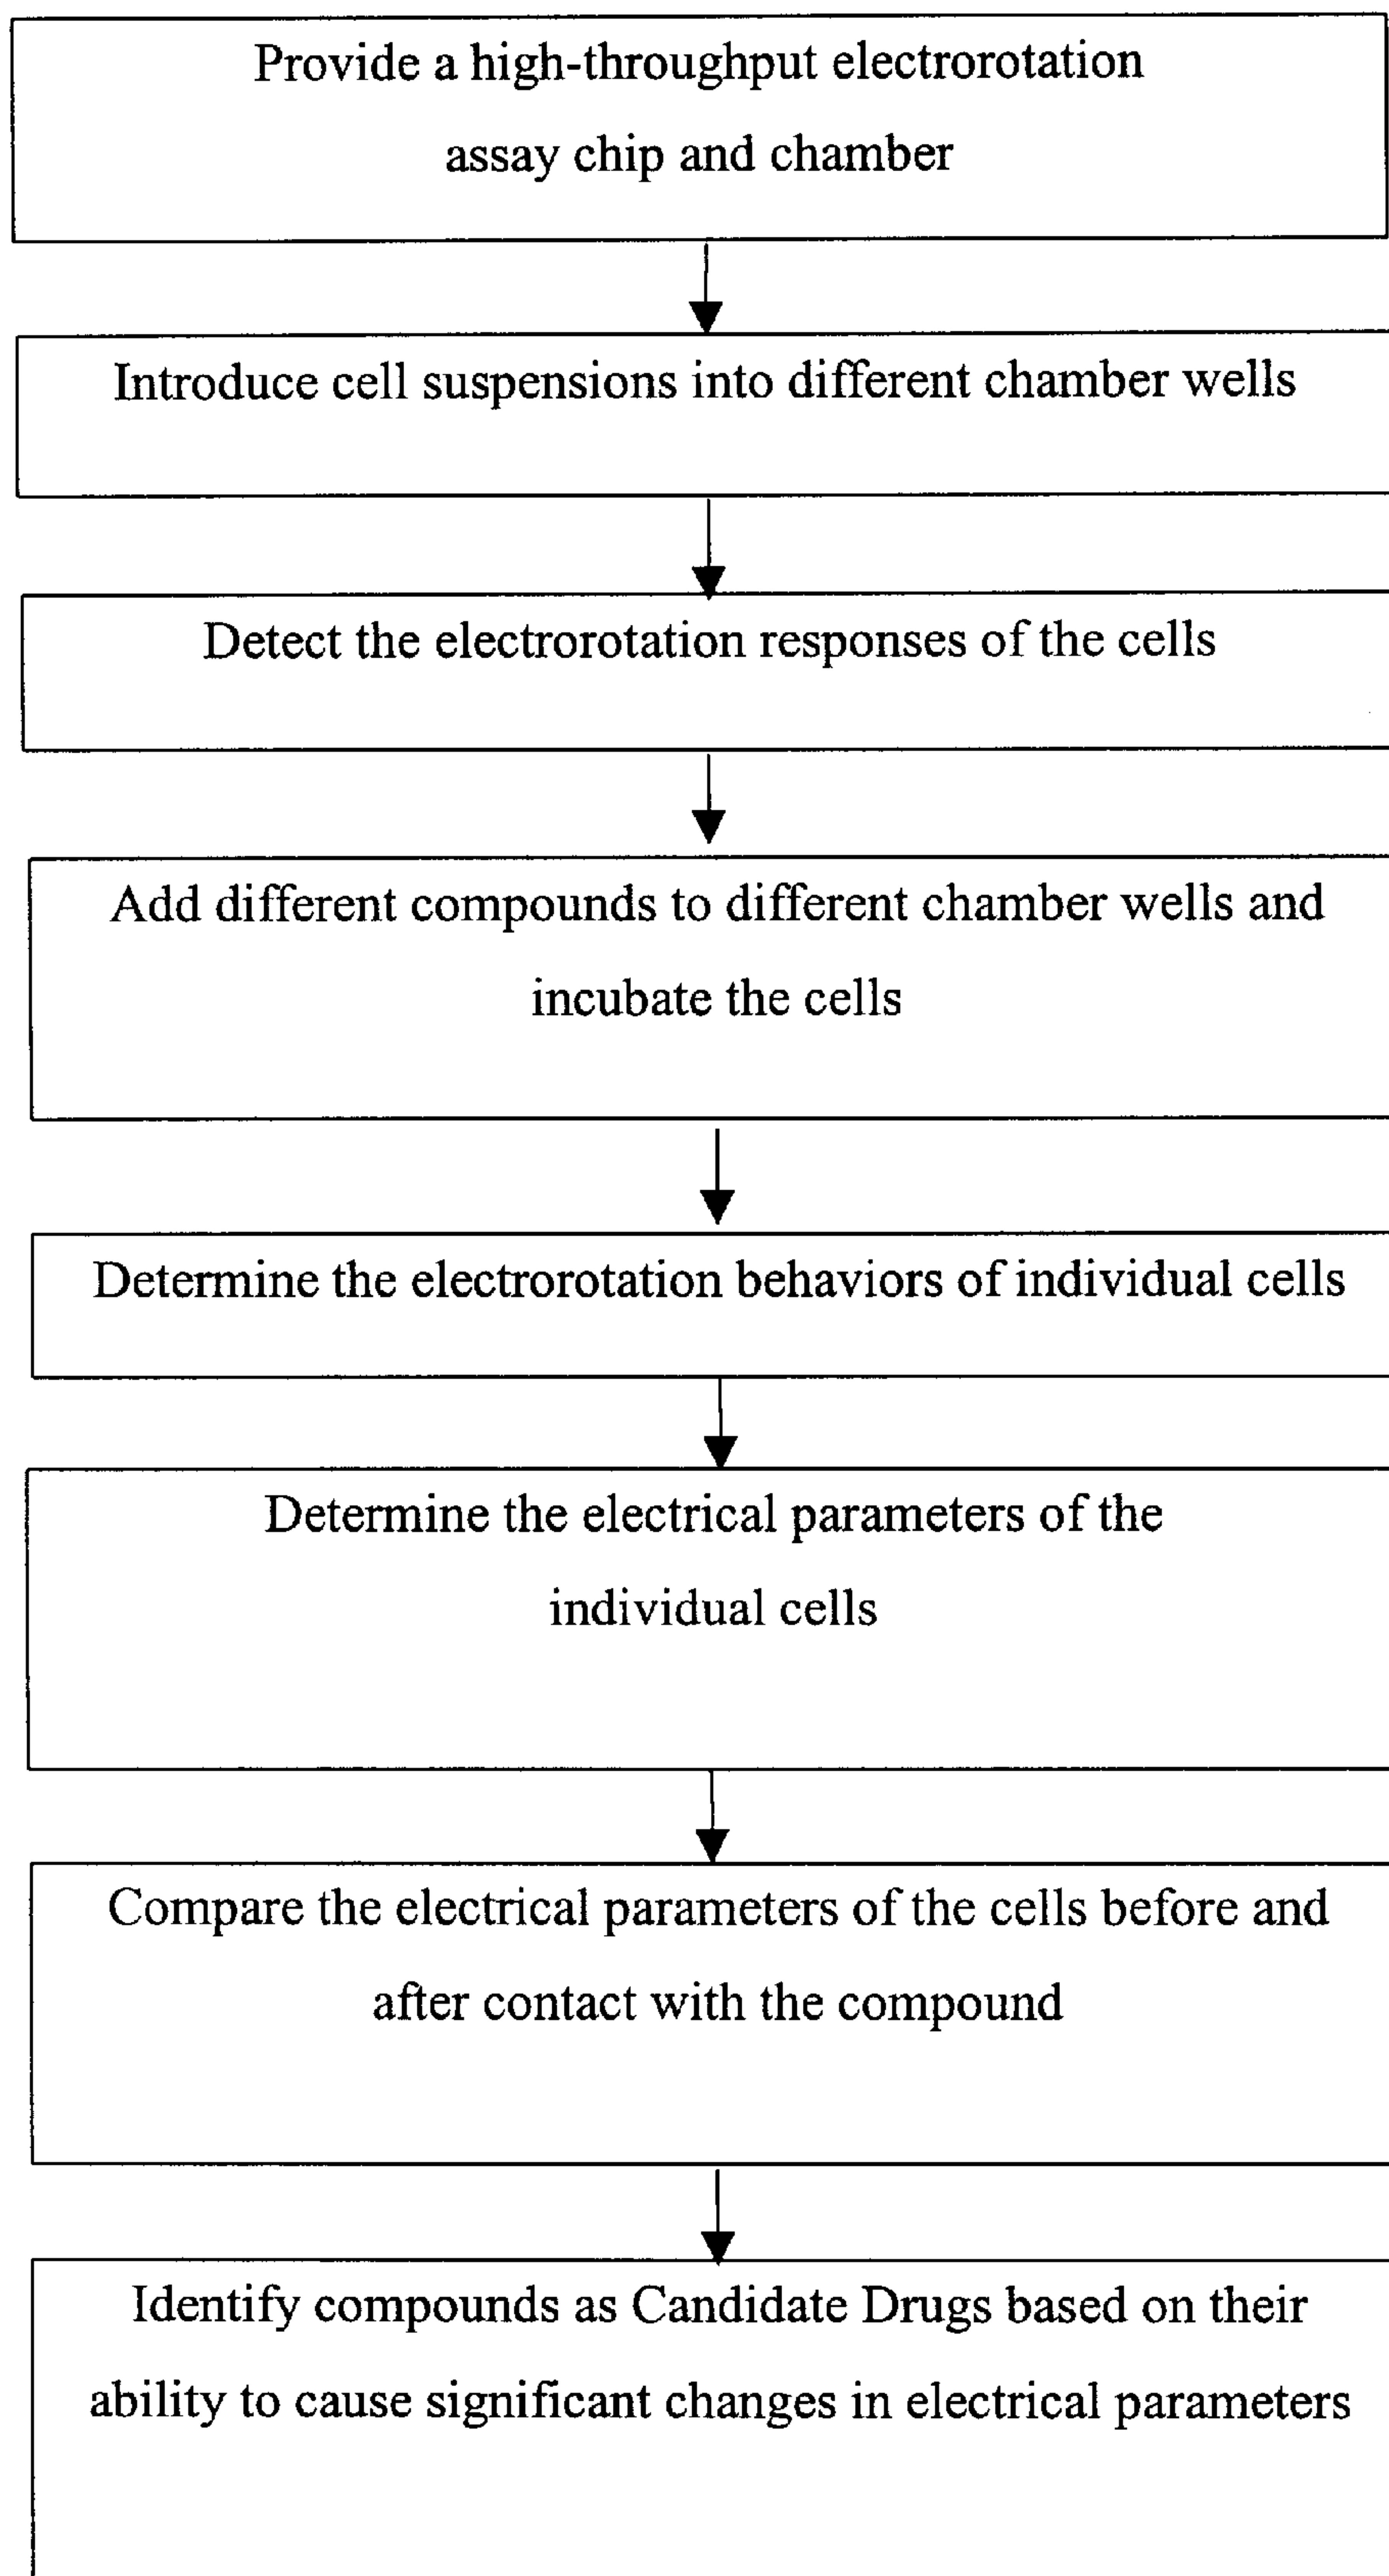 Provide a high-throughput electrorotation
assay chip and chamber
Introduce cell suspensions into different chamber wells
Detect the electrorotation responses of the cells
Add different compounds to different chamber wells and
incubate the cells
Determine the electrorotation behaviors of individual cells
Determine the electrical parameters of the
individual cells
Compare the electrical parameters of the cells before and
after contact with the compound
Identify compounds as Candidate Drugs based on their
ability to cause significant changes in electrical parameters